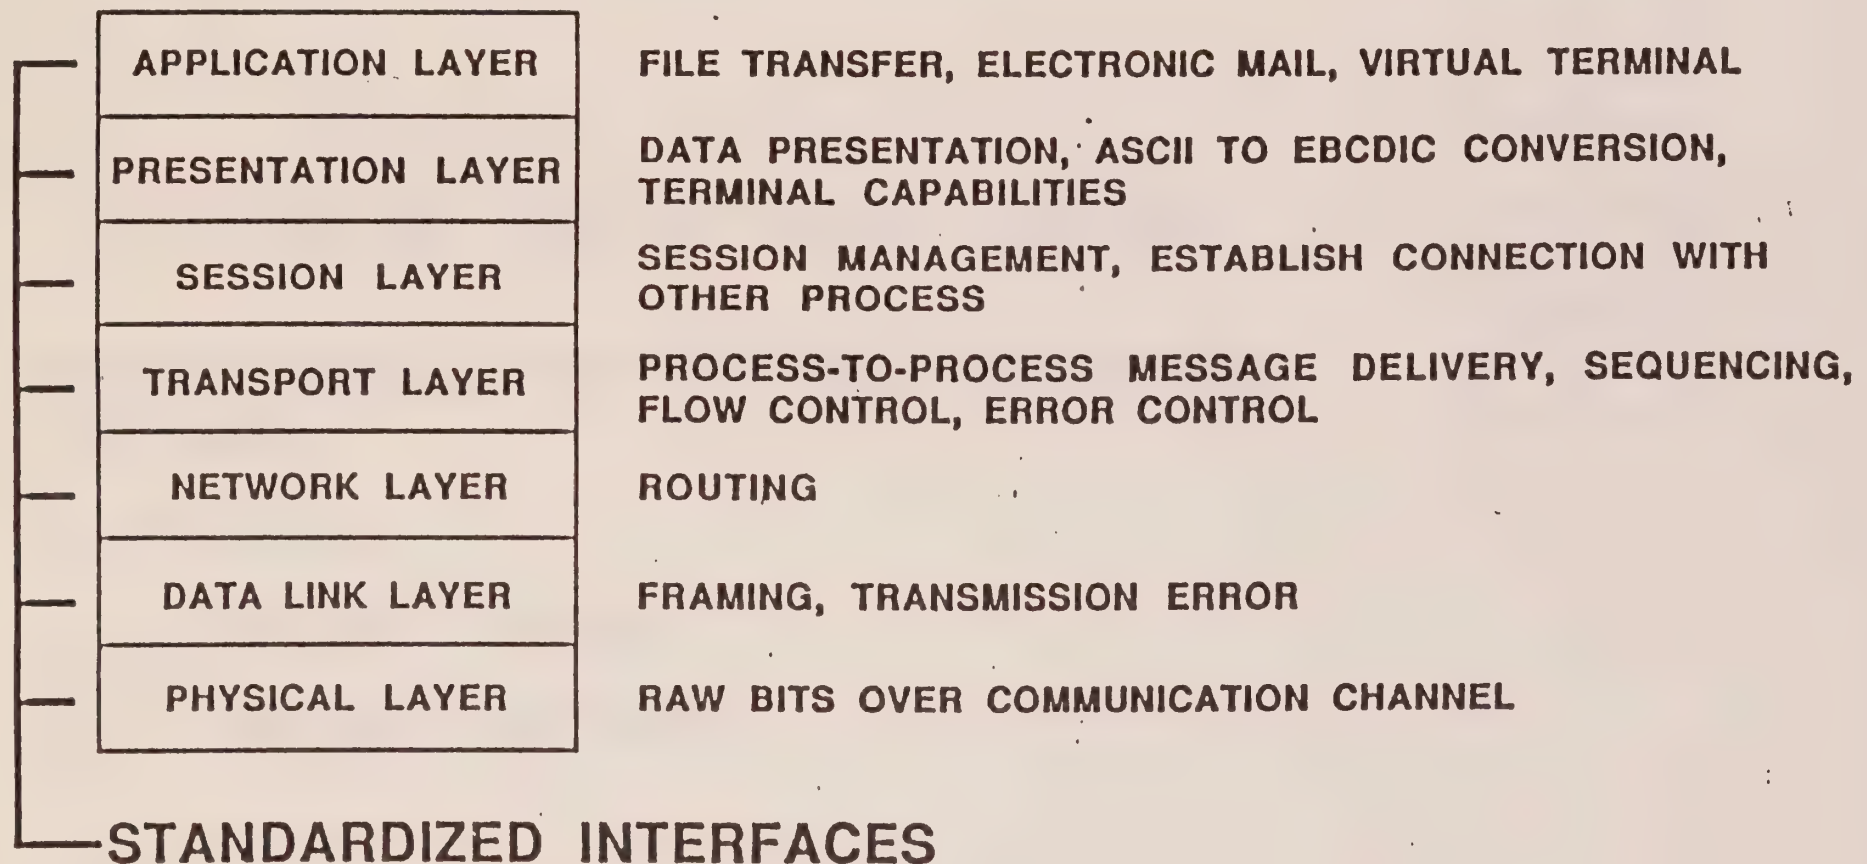 APPLICATION LAYER
FILE TRANSFER, ELECTRONIC MAIL, VIRTUAL TERMINAL
PRESENTATION LAYER
DATA PRESENTATION, ASCII TO EBCDIC CONVERSION,
TERMINAL CAPABILITIES
SESSION LAYER
SESSION MANAGEMENT, ESTABLISH CONNECTION WITH
OTHER PROCESS
TRANSPORT LAYER
PROCESS-TO-PROCESS MESSAGE DELIVERY, SEQUENCING,
FLOW CONTROL, ERROR CONTROL
NETWORK LAYER
ROUTING
DATA LINK LAYER
FRAMING, TRANSMISSION ERROR
PHYSICAL LAYER
RAW BITS OVER COMMUNICATION CHANNEL
STANDARDIZED INTERFACES